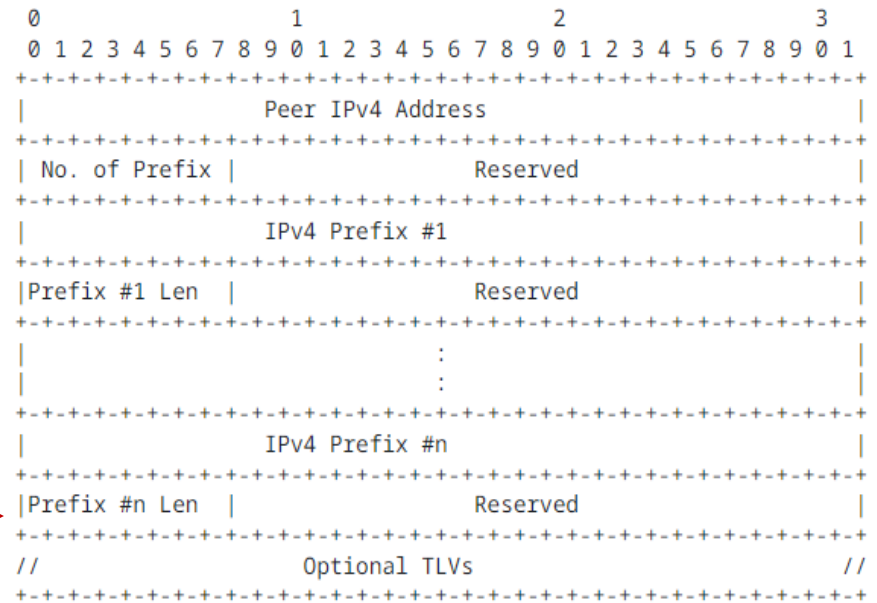 0                   1                   2                   3
0 1 2 3 4 5 6 7 8 9 0 1 2 3 4 5 6 7 8 9 0 1 2 3 4 5 6 7 8 9 0 1
+-+-+-+-+-+-+-+-+-+-+-+-+-+-+-+-+-+-+-+-+-+-+-+-+-+-+-+-+-+-+-+-+
|                  Peer IPv4 Address                            |
+-+-+-+-+-+-+-+-+-+-+-+-+-+-+-+-+-+-+-+-+-+-+-+-+-+-+-+-+-+-+-+-+
| No. of Prefix |                  Reserved                     |
+-+-+-+-+-+-+-+-+-+-+-+-+-+-+-+-+-+-+-+-+-+-+-+-+-+-+-+-+-+-+-+-+
|                  IPv4 Prefix #1                               |
+-+-+-+-+-+-+-+-+-+-+-+-+-+-+-+-+-+-+-+-+-+-+-+-+-+-+-+-+-+-+-+-+
|Prefix #1 Len  |                  Reserved                     |
+-+-+-+-+-+-+-+-+-+-+-+-+-+-+-+-+-+-+-+-+-+-+-+-+-+-+-+-+-+-+-+-+
|                               :                               |
|                               :                               |
+-+-+-+-+-+-+-+-+-+-+-+-+-+-+-+-+-+-+-+-+-+-+-+-+-+-+-+-+-+-+-+-+
|                  IPv4 Prefix #n                               |
+-+-+-+-+-+-+-+-+-+-+-+-+-+-+-+-+-+-+-+-+-+-+-+-+-+-+-+-+-+-+-+-+
|Prefix #n Len  |                  Reserved                     |
+-+-+-+-+-+-+-+-+-+-+-+-+-+-+-+-+-+-+-+-+-+-+-+-+-+-+-+-+-+-+-+-+
//                    Optional TLVs                            //
+-+-+-+-+-+-+-+-+-+-+-+-+-+-+-+-+-+-+-+-+-+-+-+-+-+-+-+-+-+-+-+-+